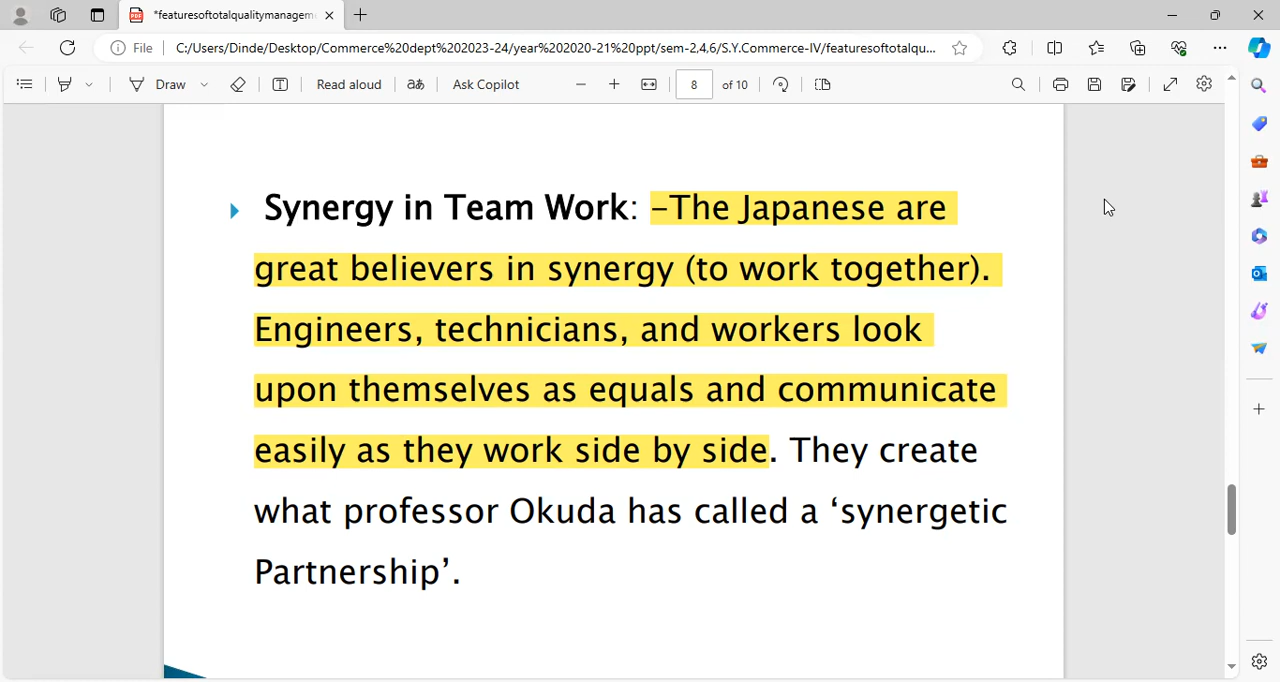 *featuresoftotalqualitymanagem
File
C:/Users/Dinde/Desktop/Commerce%20dept%202023-24/year%202020-21%20ppt/sem-2,4,6/S.Y.Commerce-IV/featuresoftotalqu...
Draw
Read aloud
aあ
Ask Copilot
8
of 10
Synergy in Team Work: –The Japanese are
great believers in synergy (to work together).
Engineers, technicians, and workers look
upon themselves as equals and communicate
easily as they work side by side. They create
what professor Okuda has called a ‘synergetic
Partnership’.